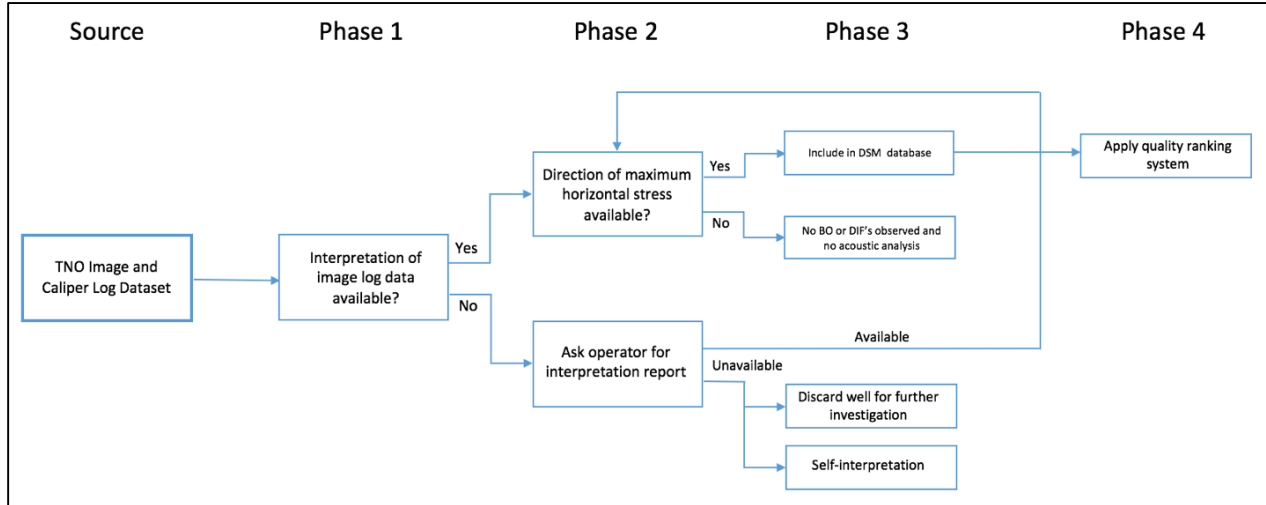 Source
Phase 1
Phase 2
Phase 3
Phase 4
TNO Image and
Caliper Log Dataset
Interpretation of
image log data
available?
Yes
No
Direction of maximum
horizontal stress
available?
Yes
No
Ask operator for
interpretation report
Available
Unavailable
Include in DSM database
No BO or DIF's observed and
no acoustic analysis
Discard well for further
investigation
Self-interpretation
Apply quality ranking
system